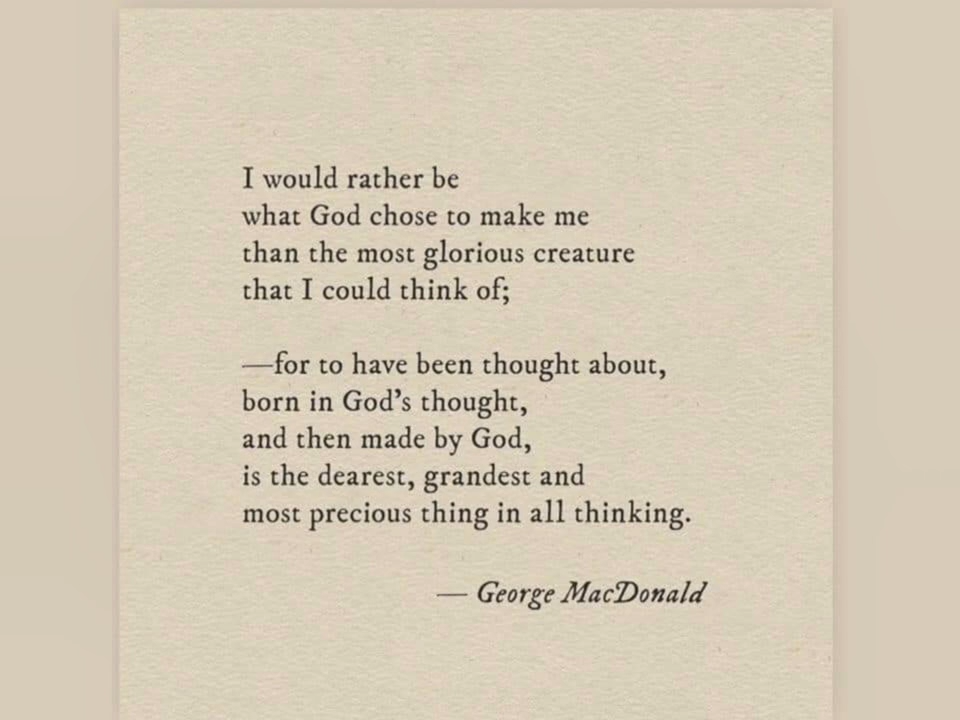 I would rather be
what God chose to make me
than the most glorious creature
that I could think of;
—for to have been thought about,
born in God's thought,
and then made by God,
is the dearest, grandest and
most precious thing in all thinking.
— George MacDonald